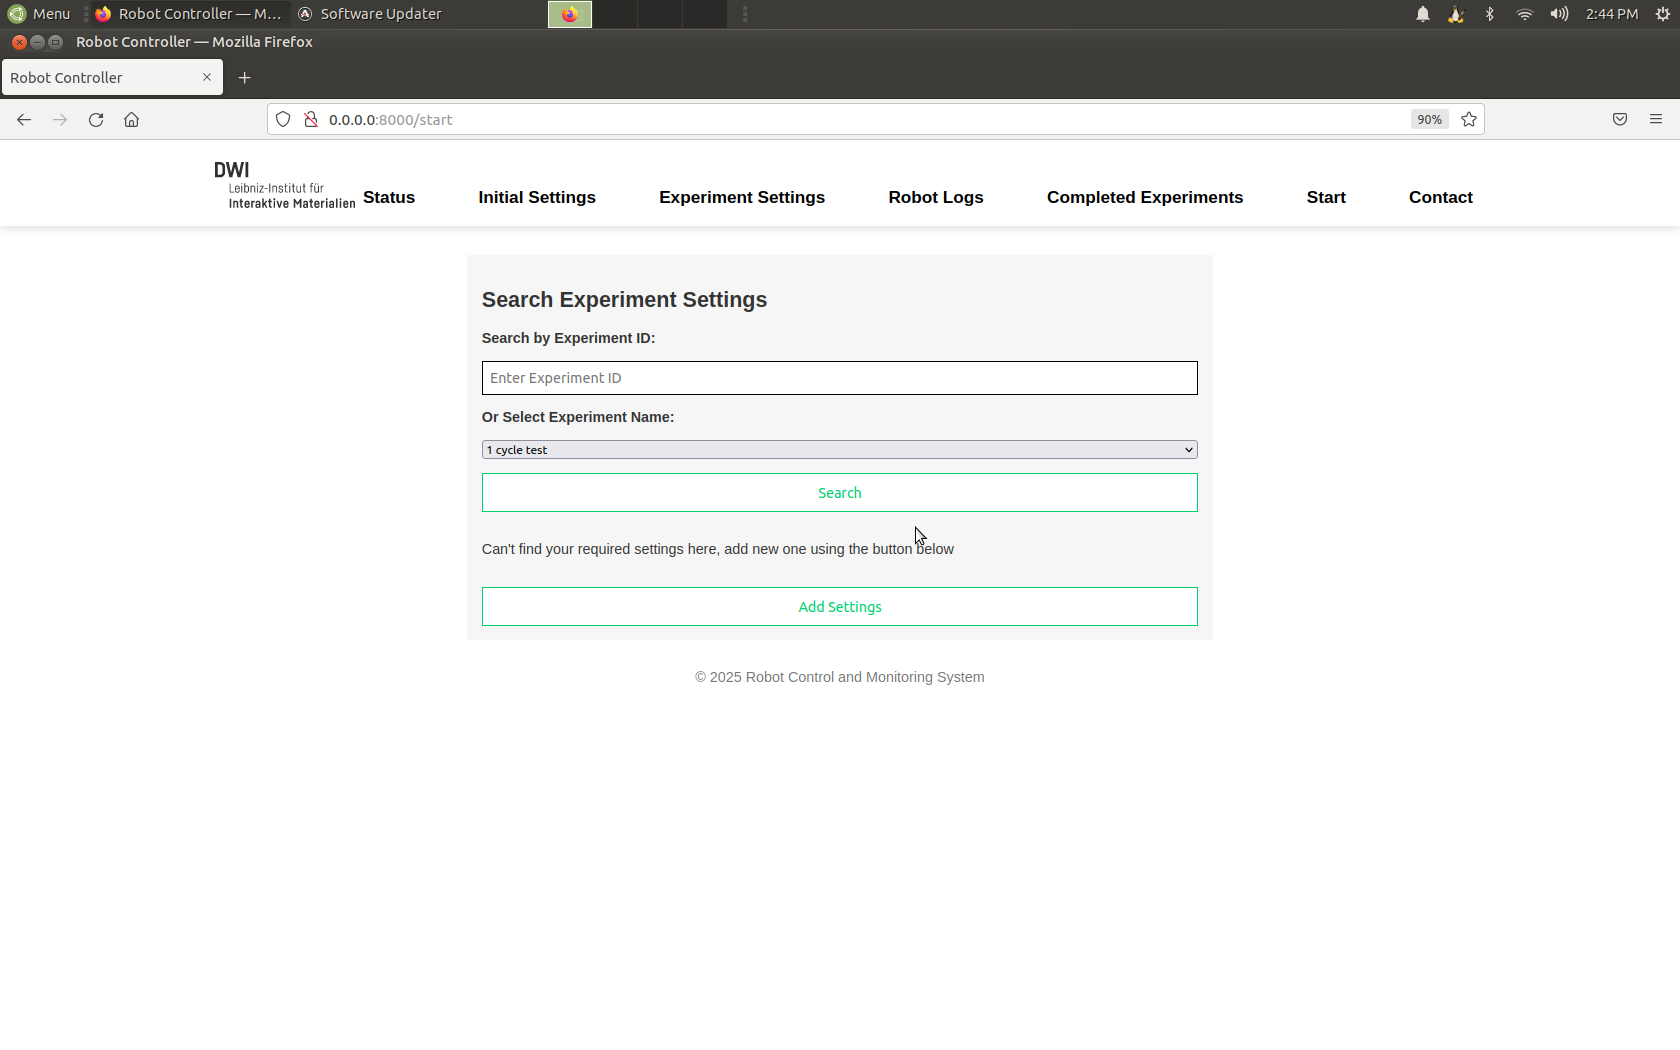 Menu
Robot Controller — M...
Software Updater
2:44 PM
Robot Controller — Mozilla Firefox
Robot Controller
0.0.0.0:8000/start
90%
DWI
Leibniz-Institut für
Interaktive Materialien
Status
Initial Settings
Experiment Settings
Robot Logs
Completed Experiments
Start
Contact
Search Experiment Settings
Search by Experiment ID:
Enter Experiment ID
Or Select Experiment Name:
1 cycle test
Search
Can't find your required settings here, add new one using the button below
Add Settings
© 2025 Robot Control and Monitoring System